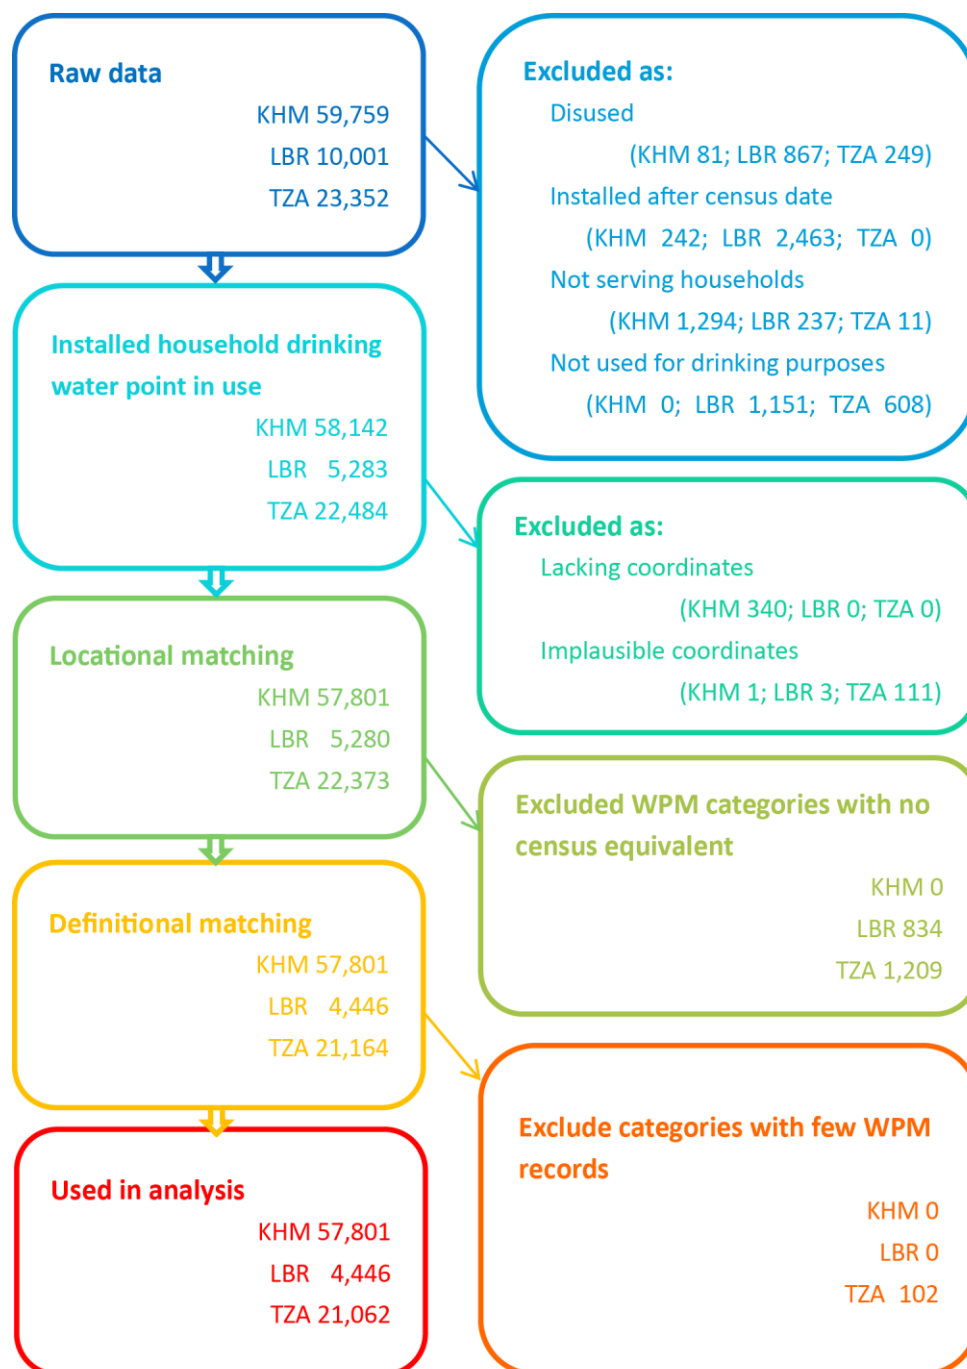 Raw data
KHM 59,759
LBR 10,001
TZA 23,352
Excluded as:
Disused
(KHM 81; LBR 867; TZA 249)
Installed after census date
(KHM 242; LBR 2,463; TZA 0)
Not serving households
(KHM 1,294; LBR 237; TZA 11)
Not used for drinking purposes
(KHM 0; LBR 1,151; TZA 608)
Installed household drinking
water point in use
KHM 58,142
LBR 5,283
TZA 22,484
Excluded as:
Lacking coordinates
(KHM 340; LBR 0; TZA 0)
Implausible coordinates
(KHM 1; LBR 3; TZA 111)
Locational matching
KHM 57,801
LBR 5,280
TZA 22,373
Excluded WPM categories with no
census equivalent
KHM 0
LBR 834
TZA 1,209
Definitional matching
KHM 57,801
LBR 4,446
TZA 21,164
Exclude categories with few WPM
records
KHM 0
LBR 0
TZA 102
Used in analysis
KHM 57,801
LBR 4,446
TZA 21,062